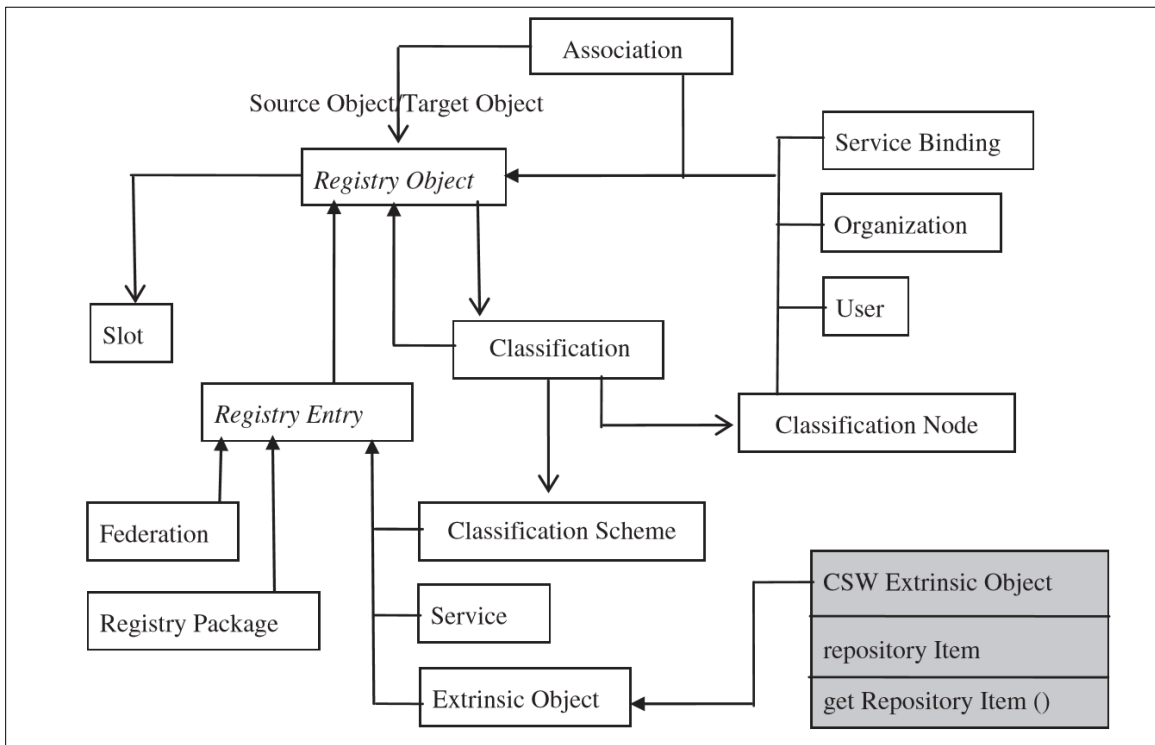 Association
Source Object/Target Object
Service Binding
Registry Object
Organization
User
Slot
Classification
Registry Entry
Classification Node
Federation
Classification Scheme
CSW Extrinsic Object
Registry Package
Service
repository Item
Extrinsic Object
get Repository Item ()